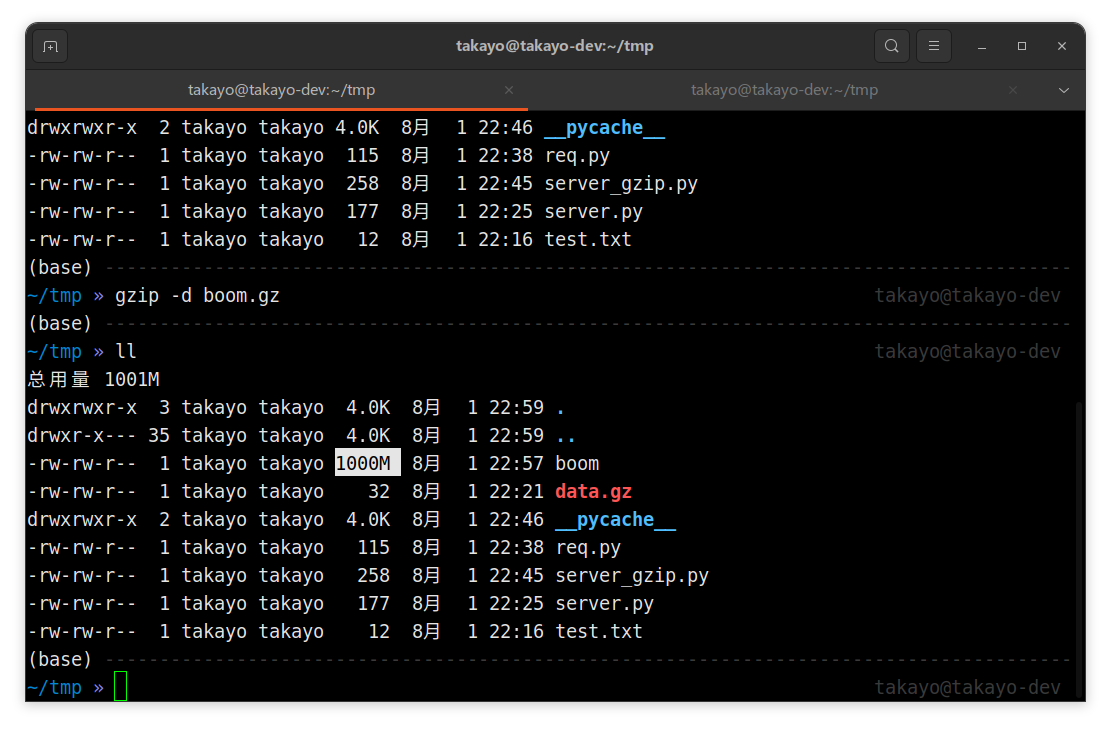 takayo@takayo-dev:~/tmp
takayo@takayo-dev:~/tmp takayo@takayo-dev:~/tmp
drwxrwxr-x  2 takayo takayo 4.0K  8月  1 22:46 __pycache__
-rw-rw-r--  1 takayo takayo  115  8月  1 22:38 req.py
-rw-rw-r--  1 takayo takayo  258  8月  1 22:45 server_gzip.py
-rw-rw-r--  1 takayo takayo  177  8月  1 22:25 server.py
-rw-rw-r--  1 takayo takayo   12  8月  1 22:16 test.txt
(base) ----------------------------------------------------------------------------------------
~/tmp » gzip -d boom.gz takayo@takayo-dev
(base) ----------------------------------------------------------------------------------------
~/tmp » ll takayo@takayo-dev
总用量 1001M
drwxrwxr-x  3 takayo takayo  4.0K  8月  1 22:59 .
drwxr-x--- 35 takayo takayo  4.0K  8月  1 22:59 ..
-rw-rw-r--  1 takayo takayo 1000M  8月  1 22:57 boom
-rw-rw-r--  1 takayo takayo    32  8月  1 22:21 data.gz
drwxrwxr-x  2 takayo takayo  4.0K  8月  1 22:46 __pycache__
-rw-rw-r--  1 takayo takayo   115  8月  1 22:38 req.py
-rw-rw-r--  1 takayo takayo   258  8月  1 22:45 server_gzip.py
-rw-rw-r--  1 takayo takayo   177  8月  1 22:25 server.py
-rw-rw-r--  1 takayo takayo    12  8月  1 22:16 test.txt
(base) ----------------------------------------------------------------------------------------
~/tmp » takayo@takayo-dev